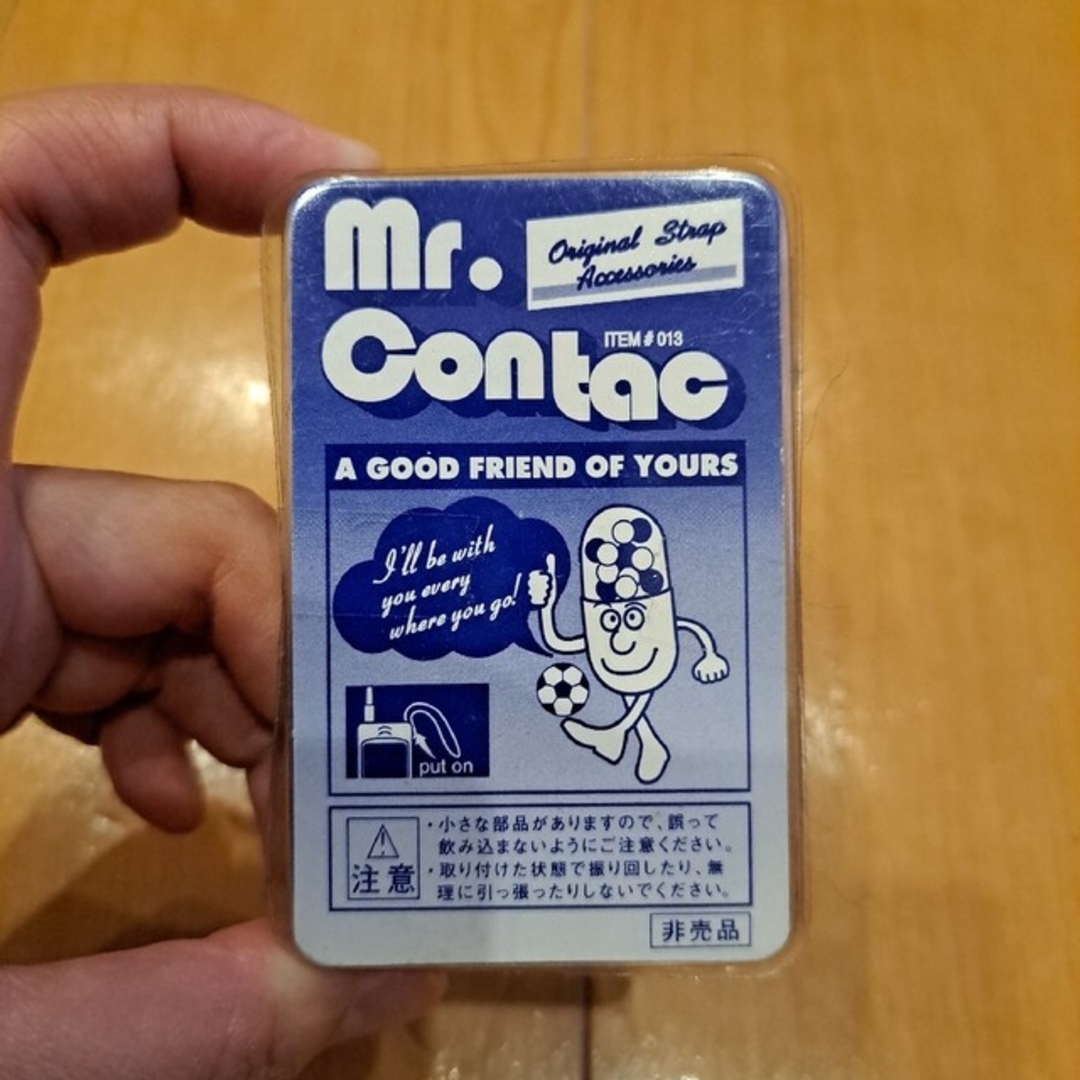 Mr.
Original Strap
Accessories
ITEM # 013
Contac
A GOOD FRIEND OF YOURS
I'll be with
you every
where you go!
put on
注意
・小さな部品がありますので、誤って
飲み込まないようにご注意ください。
・取り付けた状態で振り回したり、無
理に引っ張ったりしないでください。
非売品